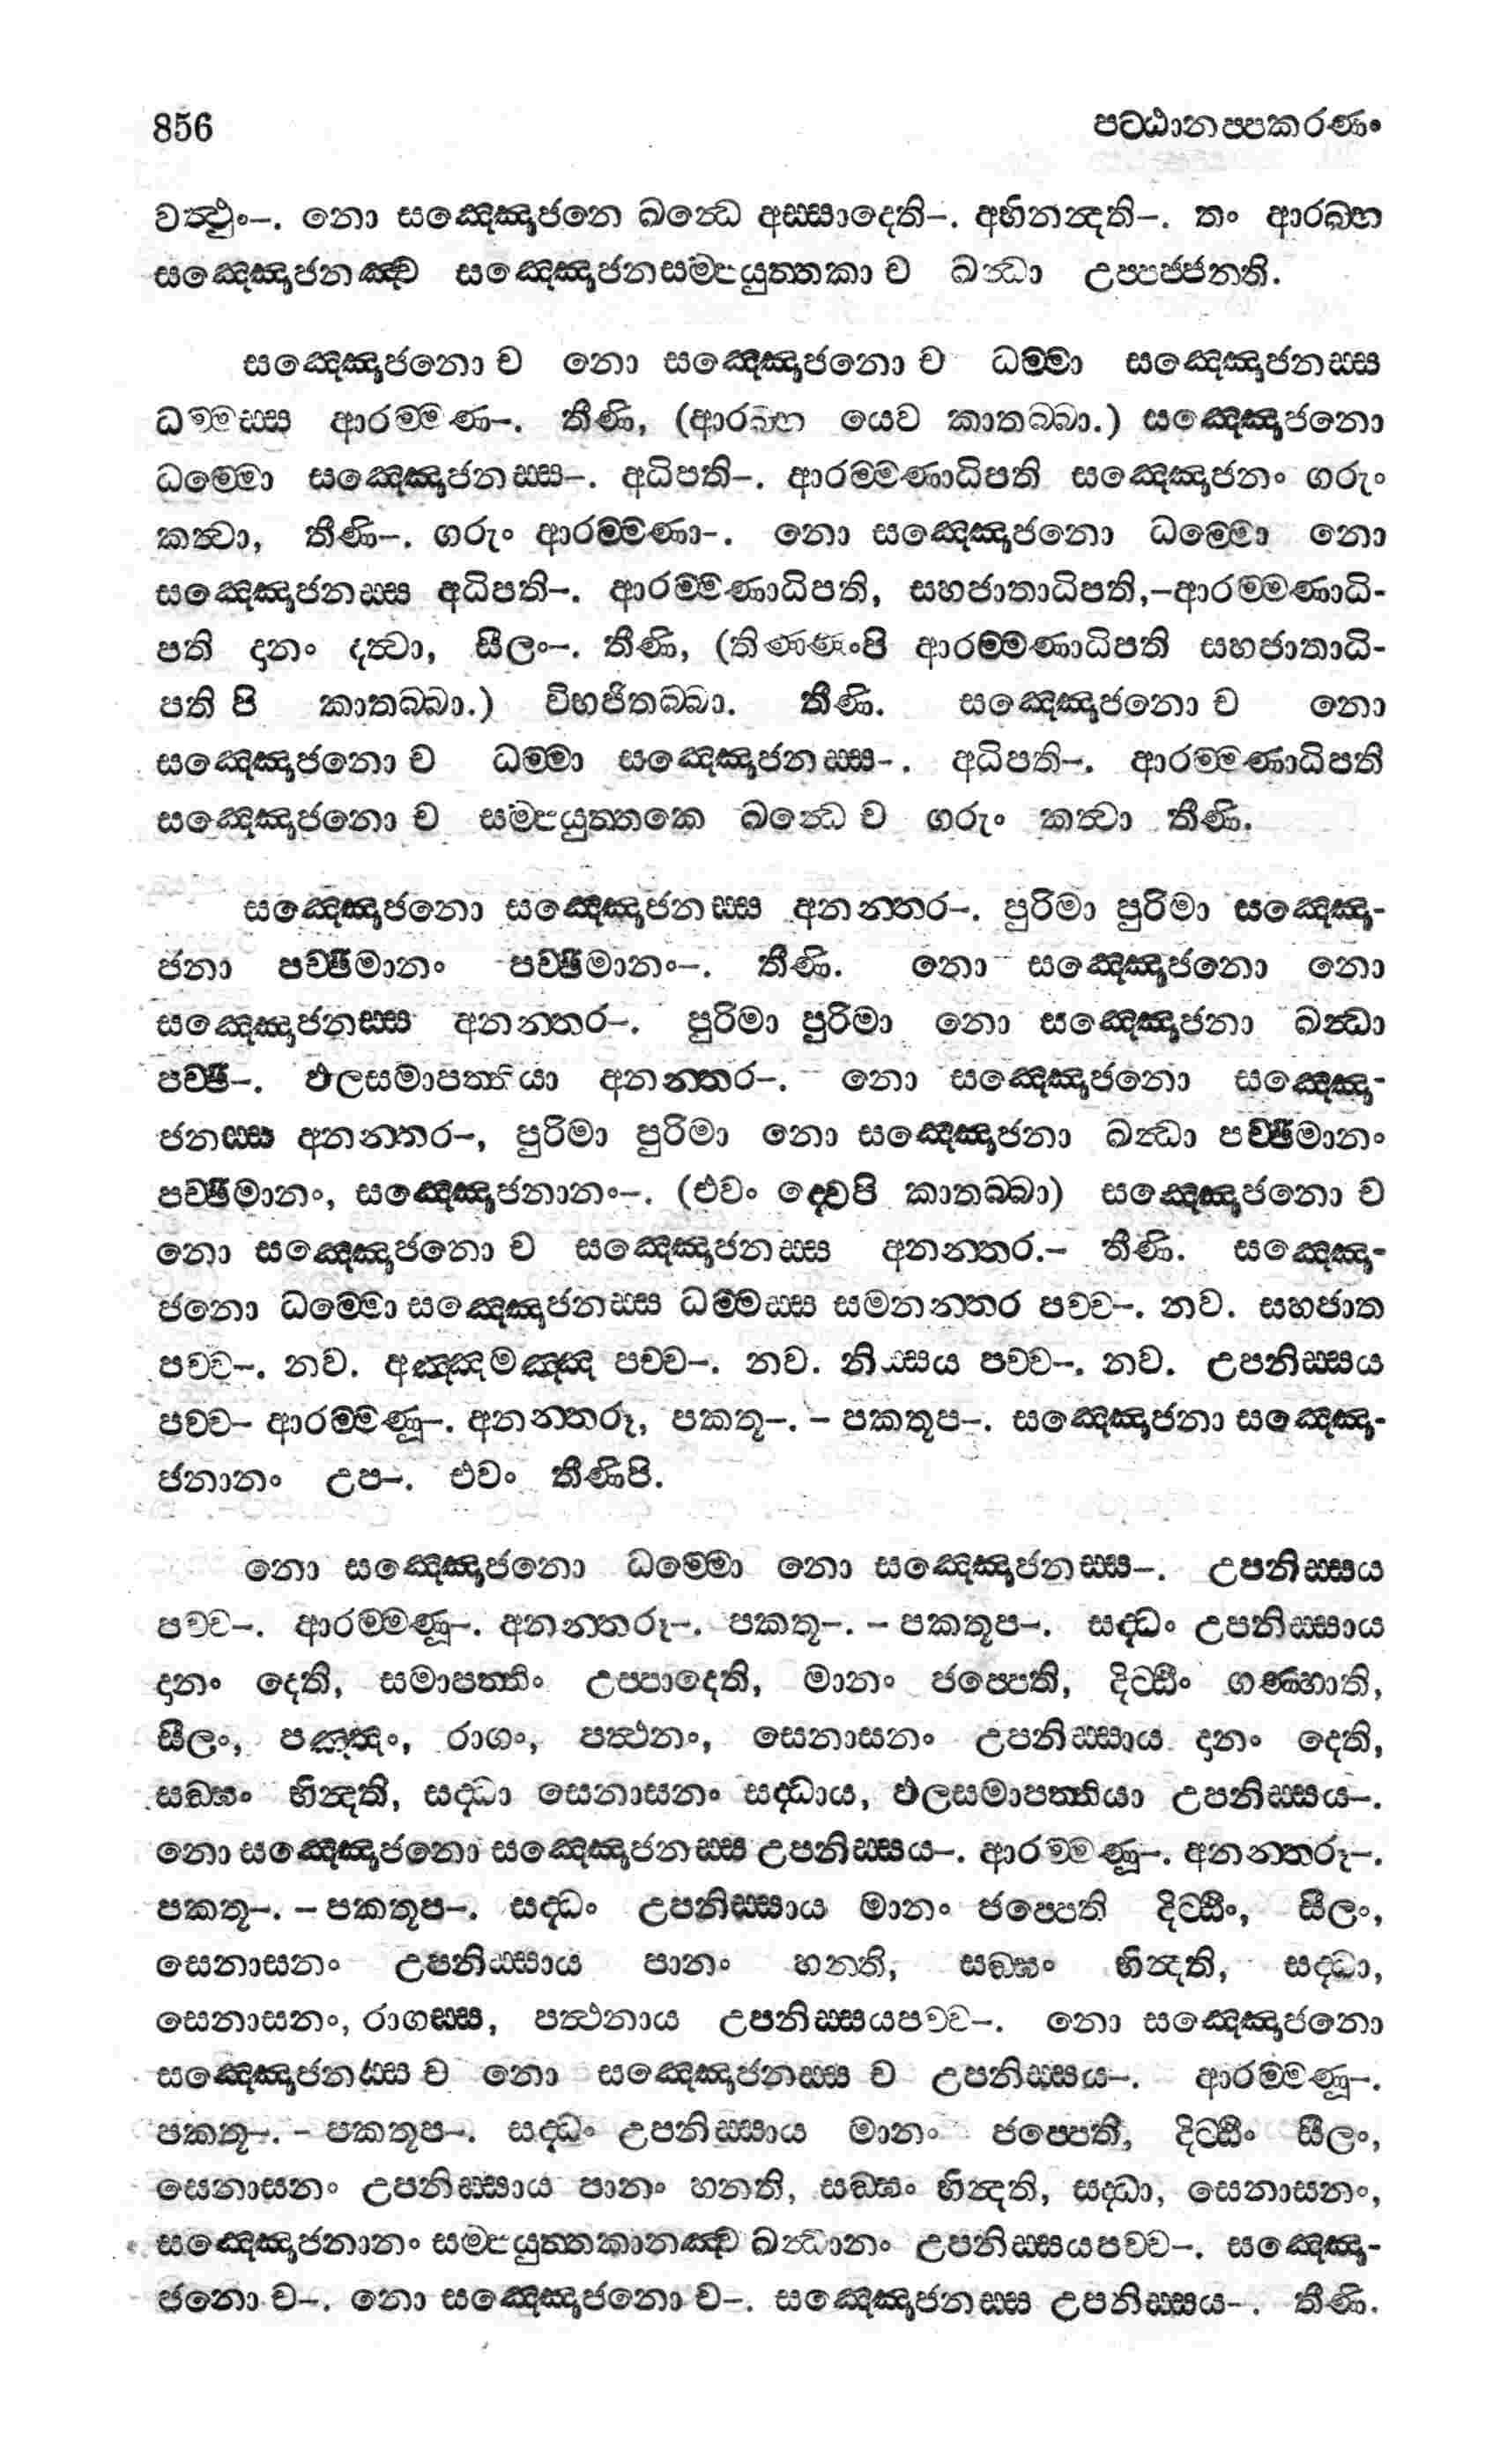 856 පට්ඨානප්පකරණං
වත්ථුං–. නො සඤ්ඤොජනෙ ඛන්ධෙ අස්සාදෙති–. අභිනන්දති–. තං ආරබ්භ
සඤ්ඤොජනඤ්ච සඤ්ඤොජනසම්පයුත්තකා ච ඛන්ධා උප්පජ්ජන්ති.
සඤ්ඤොජනො ච නො සඤ්ඤොජනො ච ධම්මා සඤ්ඤොජනස්ස
ධම්මස්ස ආරම්මණ–. තීණි, (ආරබ්භ යෙව කාතබ්බා.) සඤ්ඤොජනො
ධම්මො සඤ්ඤොජනස්ස–. අධිපති–. ආරම්මණාධිපති සඤ්ඤොජනං ගරුං
කත්වා, තීණි–. ගරුං ආරම්මණා–. නො සඤ්ඤොජනො ධම්මො නො
සඤ්ඤොජනස්ස අධිපති–. ආරම්මණාධිපති, සහජාතාධිපති,–ආරම්මණාධි-
පති දානං දත්වා, සීලං–. තීණි, (තිණ්ණංපි ආරම්මණාධිපති සහජාතාධි-
පති පි කාතබ්බා.) විභජිතබ්බා. තීණි. සඤ්ඤොජනො ච නො
සඤ්ඤොජනො ච ධම්මා සඤ්ඤොජනස්ස–. අධිපති–. ආරම්මණාධිපති
සඤ්ඤොජනො ච සම්පයුත්තකෙ ඛන්ධෙ ච ගරුං කත්වා තීණි.
සඤ්ඤොජනො සඤ්ඤොජනස්ස අනන්තර–. පුරිමා පුරිමා සඤ්ඤො-
ජනා පච්ඡිමානං පච්ඡිමානං–. තීණි. නො සඤ්ඤොජනො නො
සඤ්ඤොජනස්ස අනන්තර–. පුරිමා පුරිමා නො සඤ්ඤොජනා ඛන්ධා
පච්ඡි–. ඵලසමාපත්තියා අනන්තර–. නො සඤ්ඤොජනො සඤ්ඤො-
ජනස්ස අනන්තර–, පුරිමා පුරිමා නො සඤ්ඤොජනා ඛන්ධා පච්ඡිමානං
පච්ඡිමානං, සඤ්ඤොජනානං–. (එවං ද්වෙපි කාතබ්බා) සඤ්ඤොජනො ච
නො සඤ්ඤොජනො ච සඤ්ඤොජනස්ස අනන්තර.– තීණි. සඤ්ඤො-
ජනො ධම්මො සඤ්ඤොජනස්ස ධම්මස්ස සමනන්තර පච්ච–. නව. සහජාත
පච්ච–. නව. අඤ්ඤමඤ්ඤ පච්ච–. නව. නිස්සය පච්ච–. නව. උපනිස්සය
පච්ච– ආරම්මණූ–. අනන්තරූ, පකතූ–. – පකතූප–. සඤ්ඤොජනා සඤ්ඤො-
ජනානං උප–. එවං තීණිපි.
නො සඤ්ඤොජනො ධම්මො නො සඤ්ඤොජනස්ස–. උපනිස්සය
පච්ච–. ආරම්මණූ–. අනන්තරූ–. පකතූ–. – පකතූප–. සද්ධං උපනිස්සාය
දානං දෙති, සමාපත්තිං උප්පාදෙති, මානං ජප්පෙති, දිට්ඨිං ගණ්හාති,
සීලං, පඤ්ඤං, රාගං, පත්ථනං, සෙනාසනං උපනිස්සාය දානං දෙති,
සඞ්ඝං භින්දති, සද්ධා සෙනාසනං සද්ධාය, ඵලසමාපත්තියා උපනිස්සය–.
නො සඤ්ඤොජනො සඤ්ඤොජනස්ස උපනිස්සය–. ආරම්මණූ–. අනන්තරූ–.
පකතූ–. – පකතූප–. සද්ධං උපනිස්සාය මානං ජප්පෙති දිට්ඨිං, සීලං,
සෙනාසනං උපනිස්සාය පානං හනති, සඞ්ඝං භින්දති, සද්ධා,
සෙනාසනං, රාගස්ස, පත්ථනාය උපනිස්සයපච්ච–. නො සඤ්ඤොජනො
සඤ්ඤොජනස්ස ච නො සඤ්ඤොජනස්ස ච උපනිස්සය–. ආරම්මණූ–.
පකතූ–. – පකතූප–. සද්ධං උපනිස්සාය මානං ජප්පෙති, දිට්ඨිං සීලං,
සෙනාසනං උපනිස්සාය පානං හනති, සඞ්ඝං භින්දති, සද්ධා, සෙනාසනං,
සඤ්ඤොජනානං සම්පයුත්තකානඤ්ච ඛන්ධානං උපනිස්සයපච්ච–. සඤ්ඤො-
ජනො ච–. නො සඤ්ඤොජනො ච–. සඤ්ඤොජනස්ස උපනිස්සය–. තීණි.